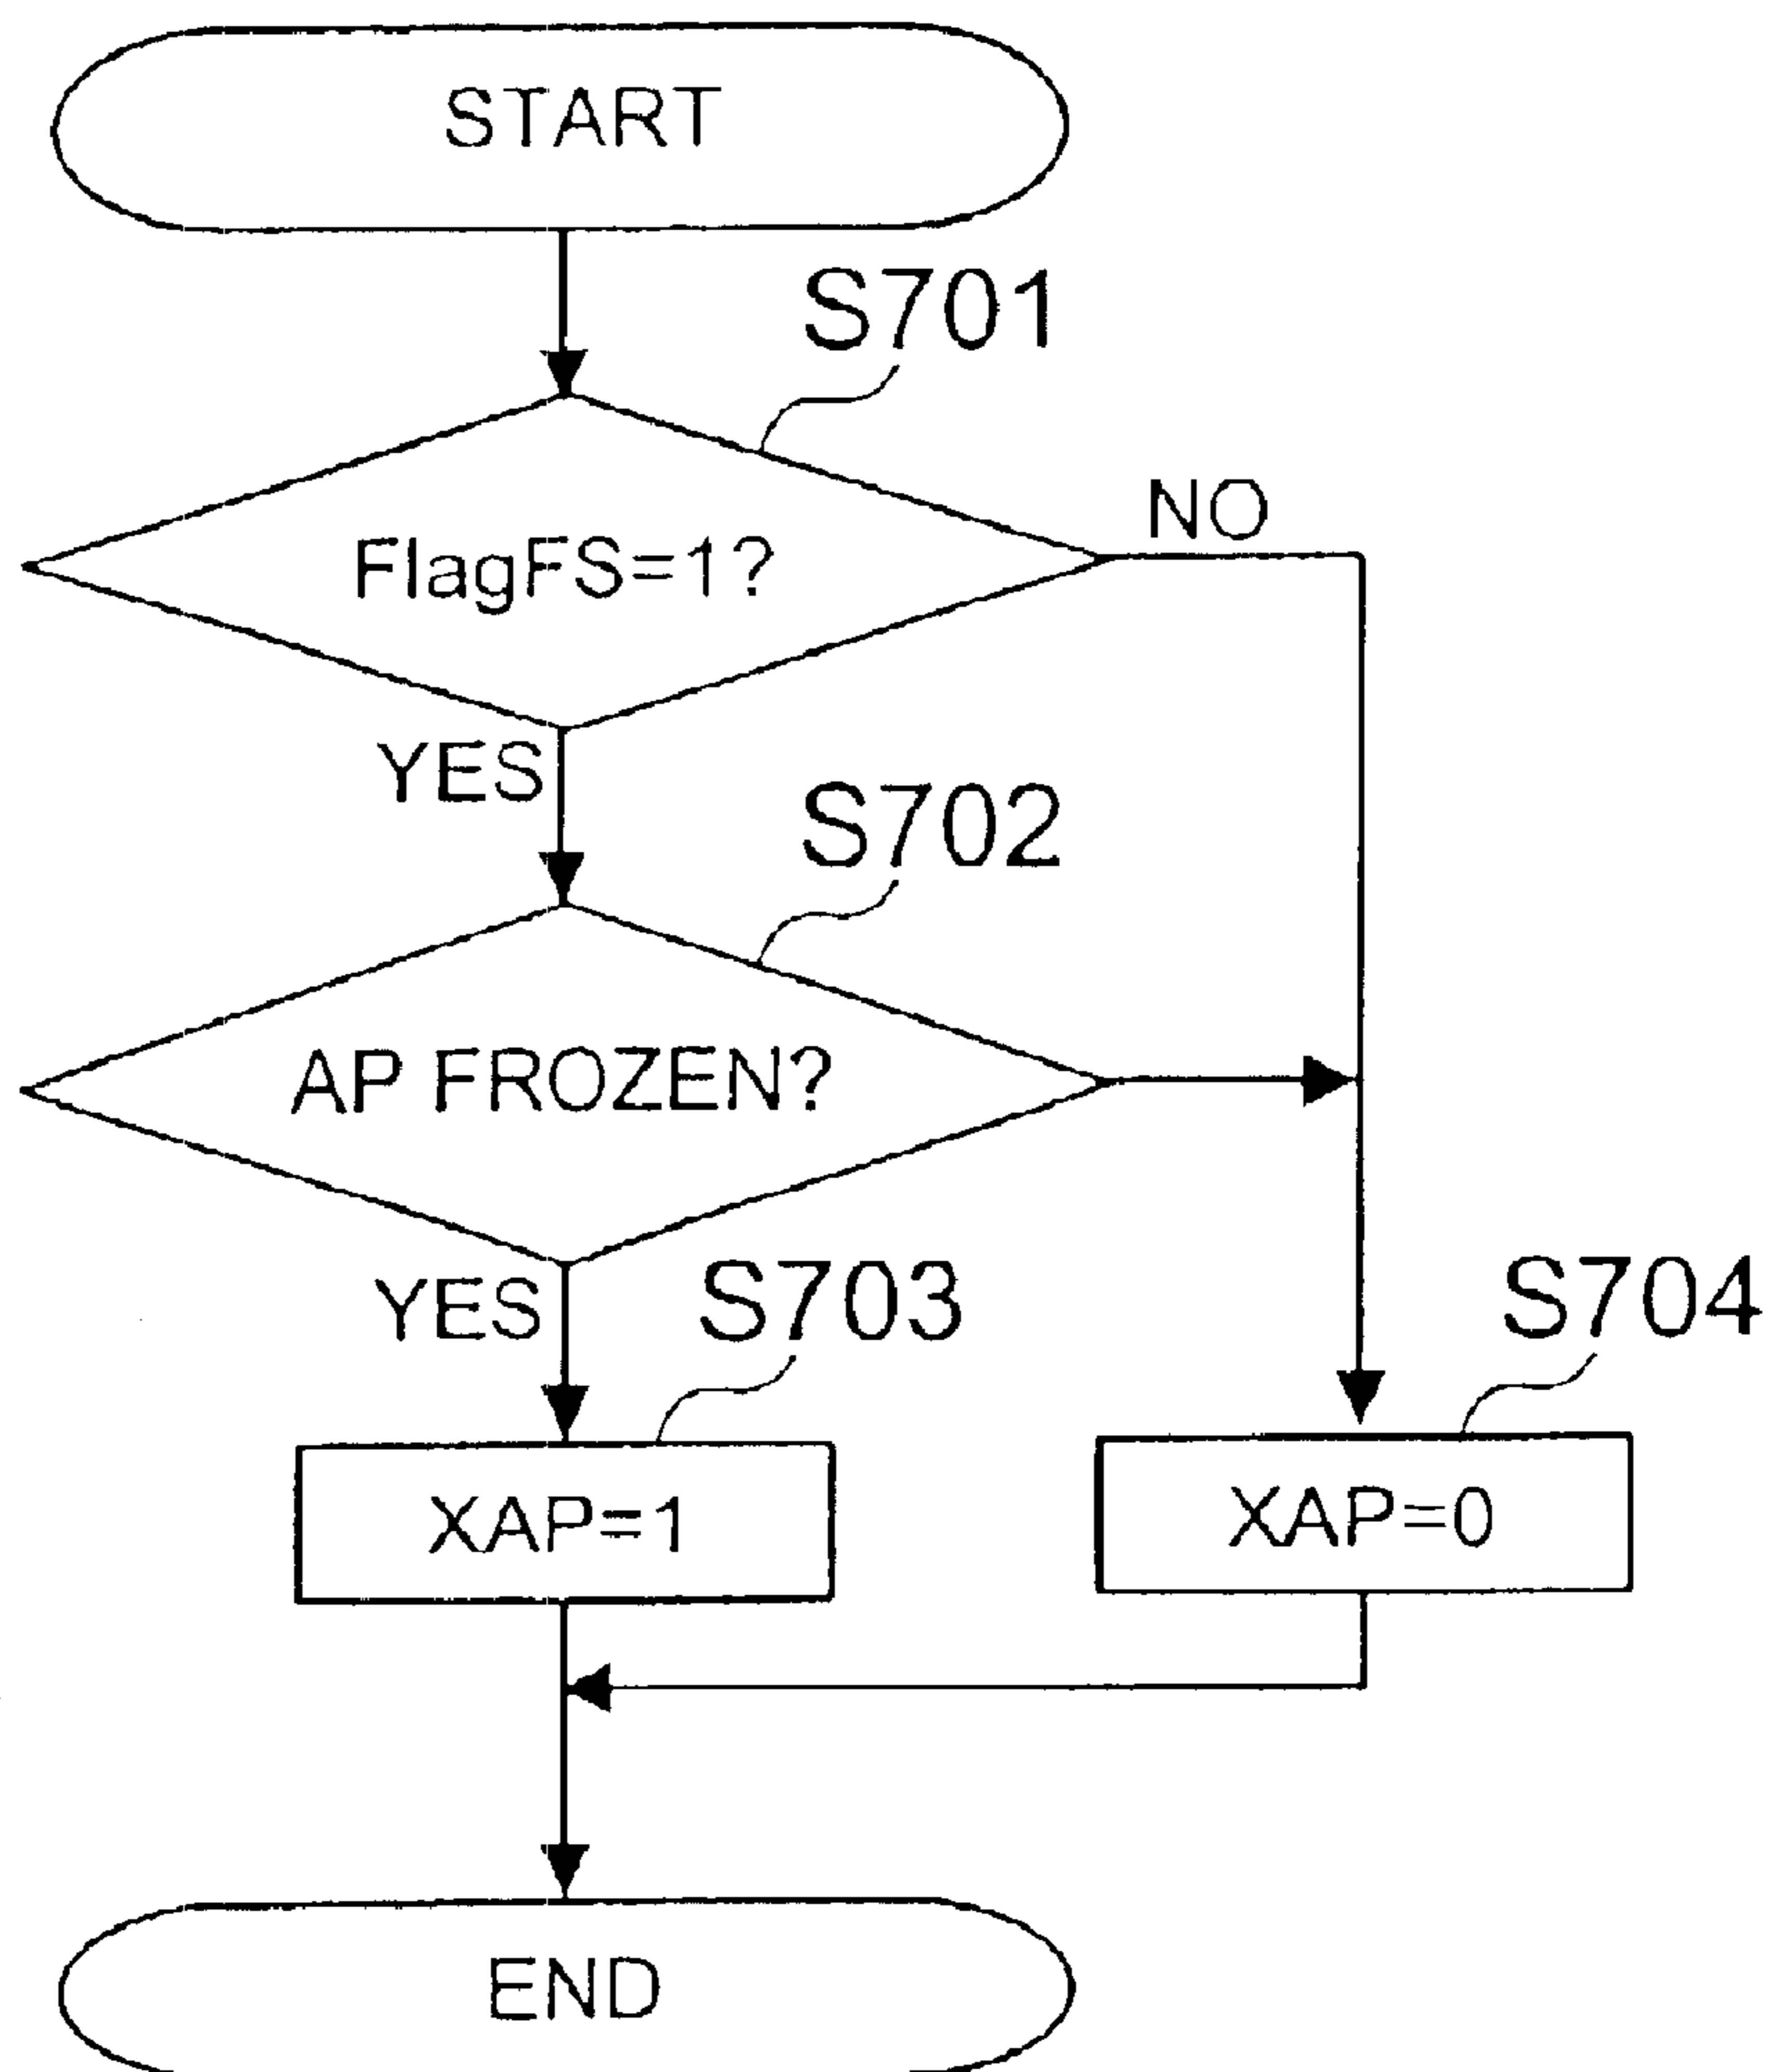 START
S701
NO
FlagFS=1?
YES
S702
AP FROZEN?
YES
S703
S704
XAP=1
XAP=0
END